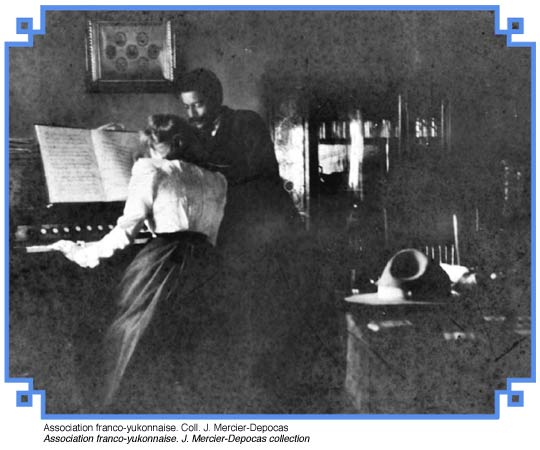 Association franco-yukonnaise. Coll. J. Mercier-Depocas
Association franco-yukonnaise. J. Mercier-Depocas collection